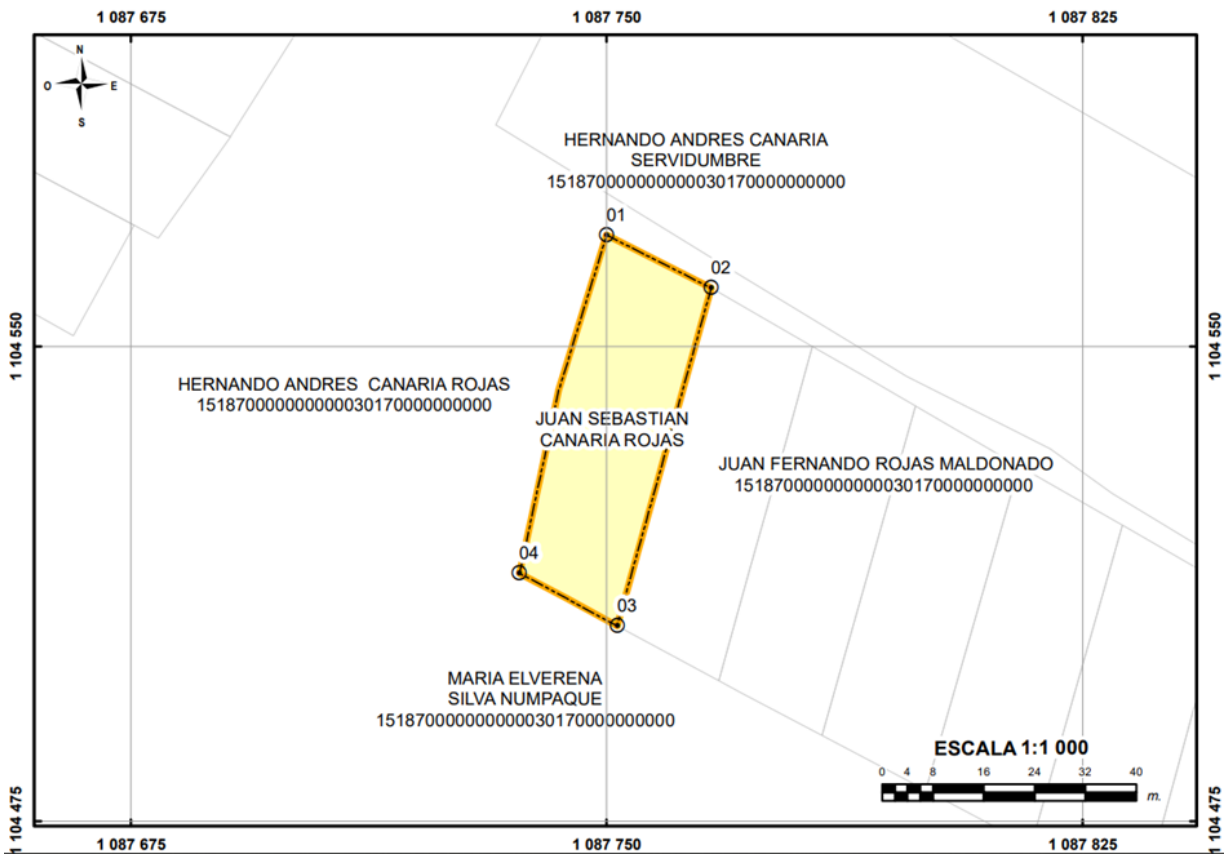 1 087 675
1 087 750
1 087 825
N
O
E
S
HERNANDO ANDRES CANARIA
SERVIDUMBRE
151870000000000030170000000000
01
02
1 104 550
1 104 550
HERNANDO ANDRES  CANARIA ROJAS
151870000000000030170000000000
JUAN SEBASTIAN
CANARIA ROJAS
JUAN FERNANDO ROJAS MALDONADO
151870000000000030170000000000
04
03
MARIA ELVERENA
SILVA NUMPAQUE
151870000000000030170000000000
ESCALA 1:1 000
0 4 8 16 24 32 40
m.
1 104 475
1 104 475
1 087 675
1 087 750
1 087 825